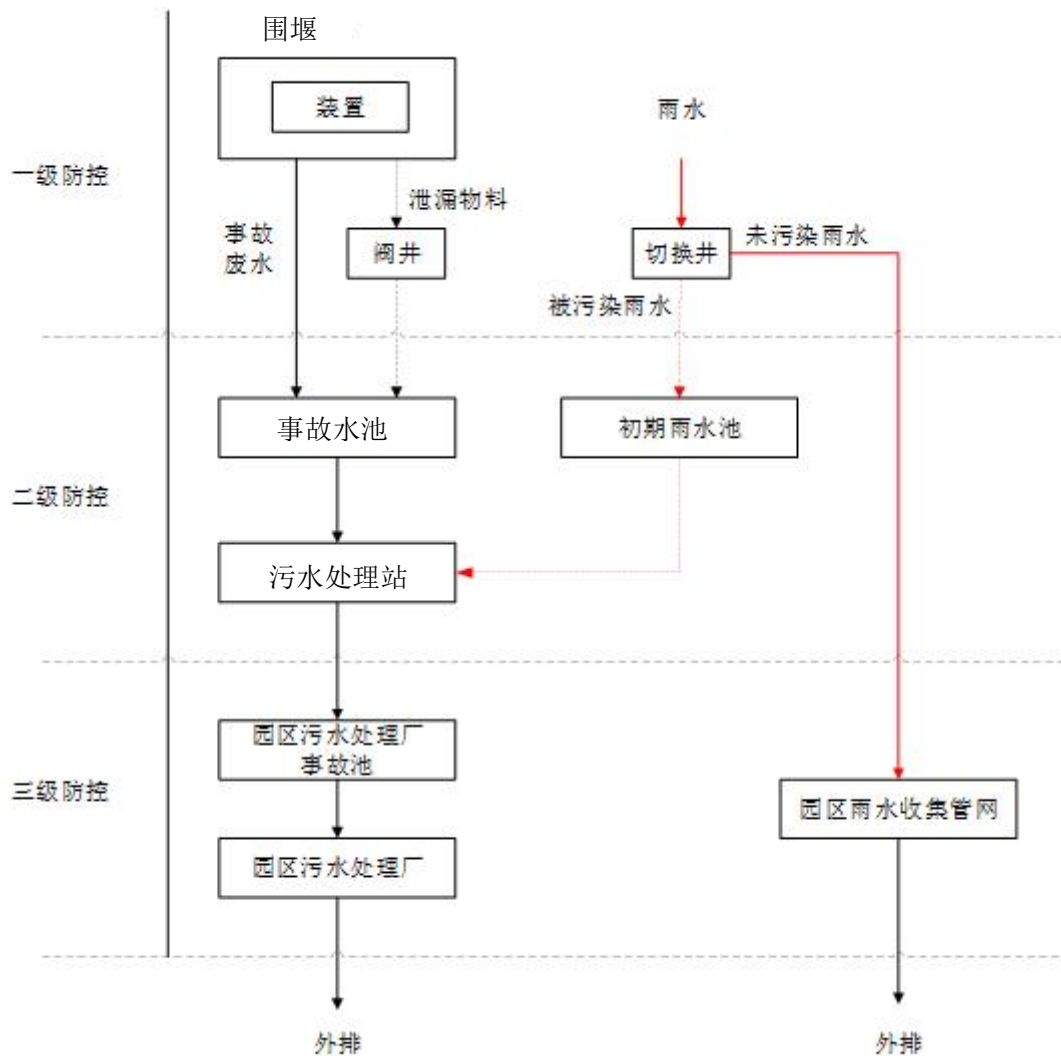 围堰
装置
雨水
一级防控
泄漏物料
事故
废水
阀井
切换井
未污染雨水
被污染雨水
事故水池
初期雨水池
二级防控
污水处理站
园区污水处理厂
事故池
三级防控
园区雨水收集管网
园区污水处理厂
外排
外排